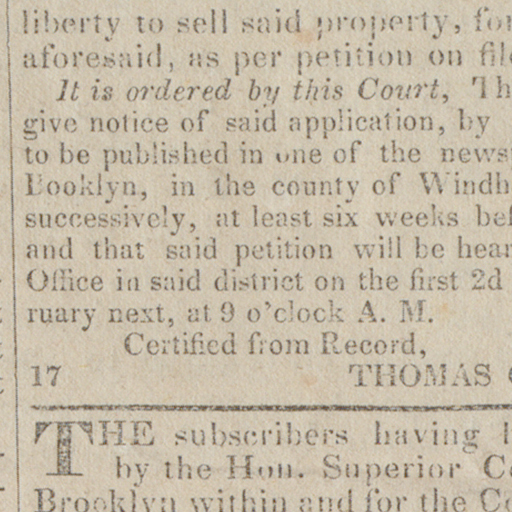 liberty to sell said property, for
aforesaid, as per petition on file
It is ordered by this Court, Th
give notice of said application, by
to be published in one of the news
Booklyn, in the county of Windh
successively, at least six weeks bef
and that said petition will be hear
Office in said district on the first 2d
ruary next, at 9 o'clock A. M.
Certified from Record,
17 THOMAS
THE subscribers having
by the Hon. Superior Co
Brooklyn within and for the Co